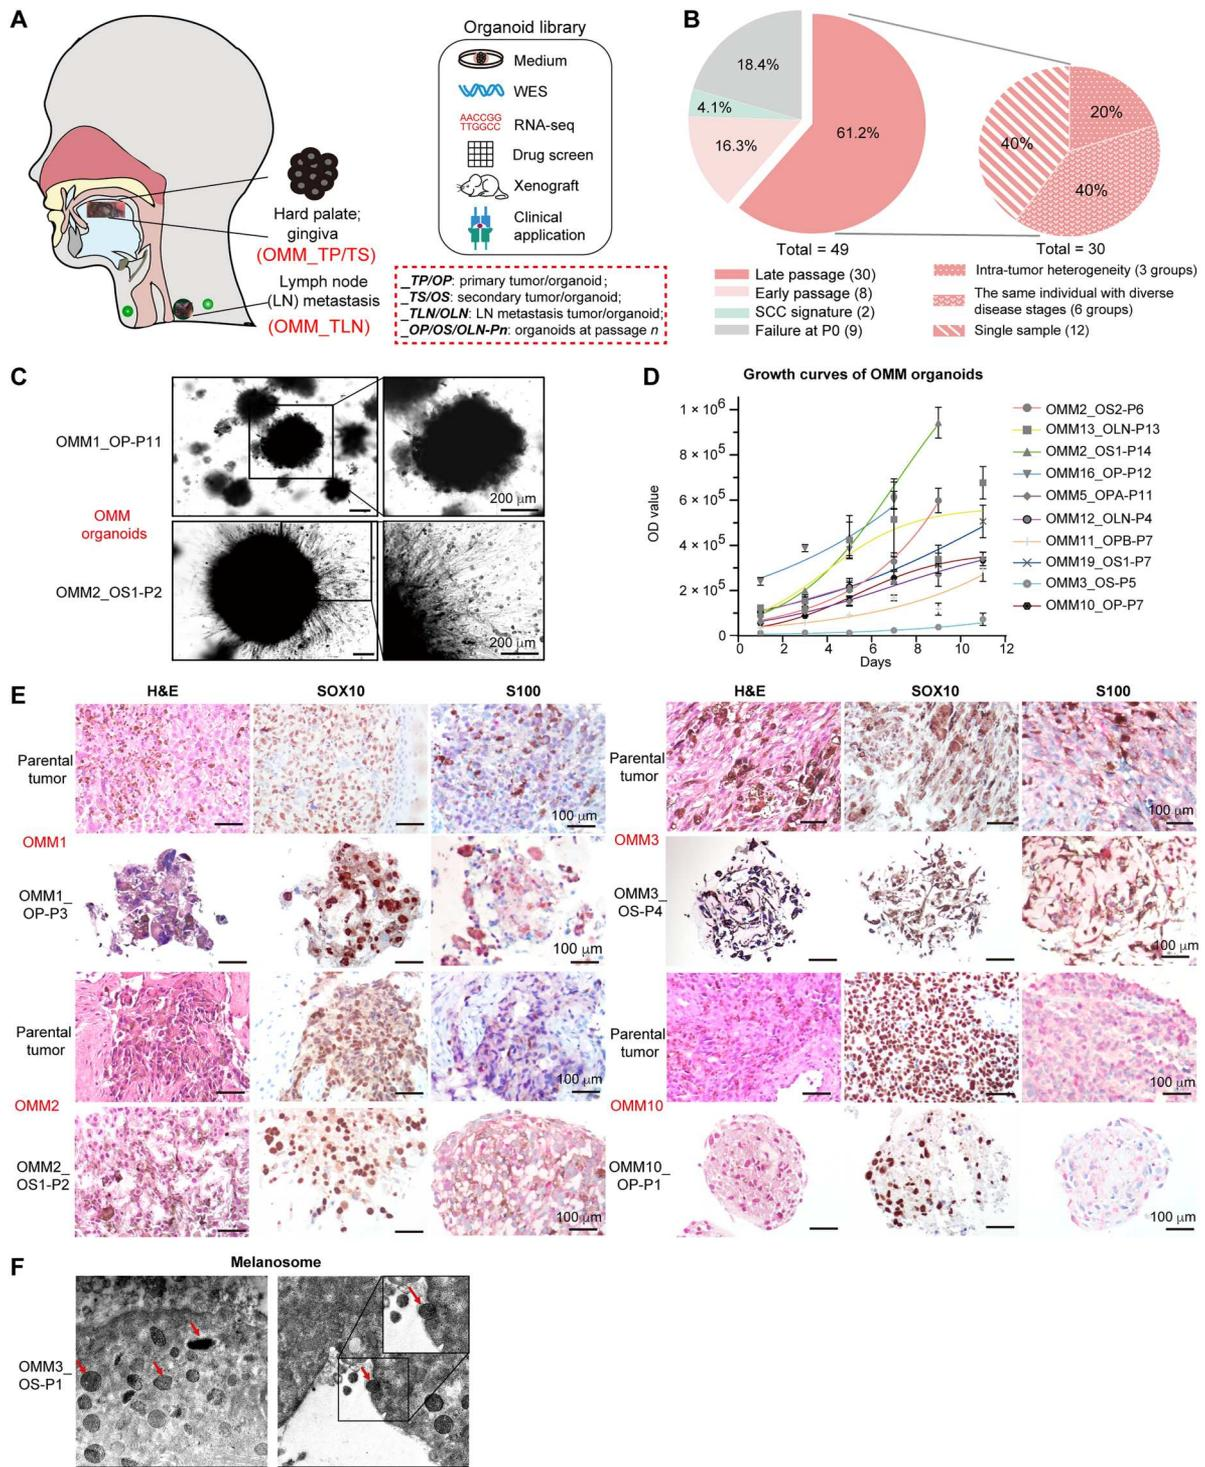 A
Organoid library
Medium
WES
AACCGG
TTGGCC
RNA-seq
Drug screen
Xenograft
Clinical
application
Hard palate;
gingiva
(OMM_TP/TS)
Lymph node
(LN) metastasis
(OMM_TLN)
_TP/OP: primary tumor/organoid;
_TS/OS: secondary tumor/organoid;
_TLN/OLN: LN metastasis tumor/organoid;
_OP/OS/OLN-Pn: organoids at passage n
B
18.4%
4.1%
16.3%
61.2%
20%
40%
40%
Total = 49
Total = 30
Late passage (30)
Early passage (8)
SCC signature (2)
Failure at P0 (9)
Intra-tumor heterogeneity (3 groups)
The same individual with diverse
disease stages (6 groups)
Single sample (12)
C
OMM1_OP-P11
200 μm
OMM
organoids
OMM2_OS1-P2
200 μm
D
Growth curves of OMM organoids
1 × 10⁶
8 × 10⁵
6 × 10⁵
4 × 10⁵
2 × 10⁵
0
OD value
0 2 4 6 8 10 12
Days
OMM2_OS2-P6
OMM13_OLN-P13
OMM2_OS1-P14
OMM16_OP-P12
OMM5_OPA-P11
OMM12_OLN-P4
OMM11_OPB-P7
OMM19_OS1-P7
OMM3_OS-P5
OMM10_OP-P7
E
H&E SOX10 S100
Parental
tumor
100 μm
OMM1
OMM1_
OP-P3
100 μm
Parental
tumor
100 μm
OMM2
OMM2_
OS1-P2
100 μm
H&E SOX10 S100
Parental
tumor
100 μm
OMM3
OMM3_
OS-P4
100 μm
Parental
tumor
100 μm
OMM10
OMM10_
OP-P1
100 μm
F
Melanosome
OMM3_
OS-P1